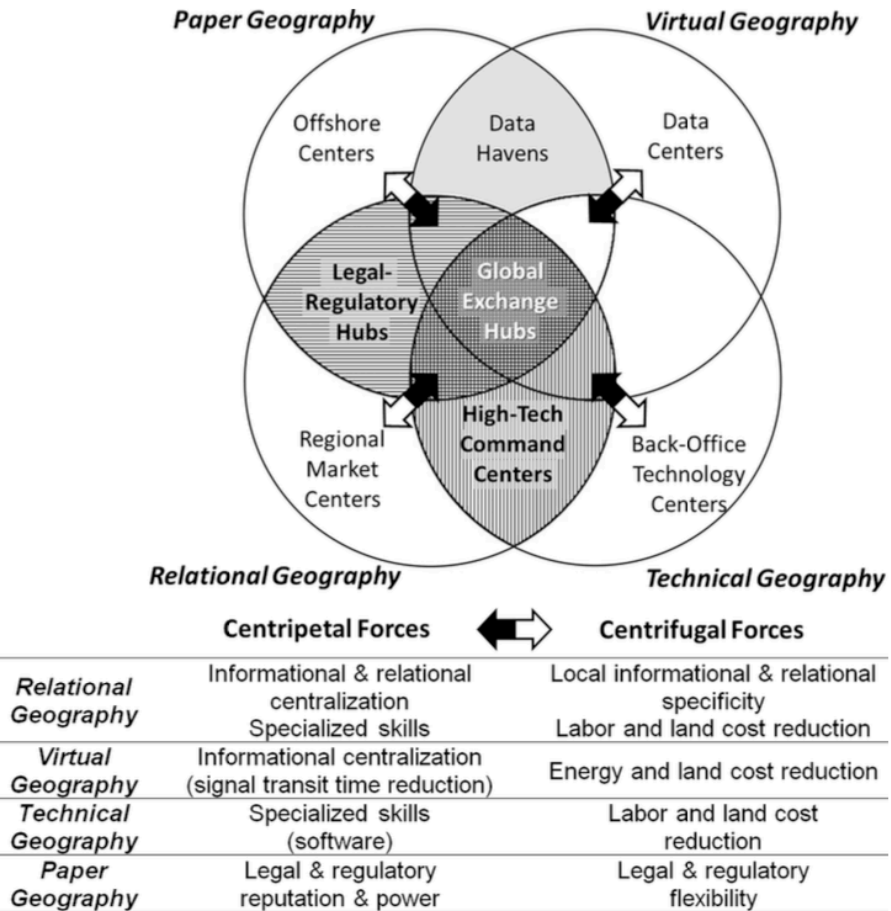 Paper Geography
Virtual Geography
Offshore
Centers
Data
Havens
Data
Centers
Legal-
Regulatory
Hubs
Global
Exchange
Hubs
Regional
Market
Centers
High-Tech
Command
Centers
Back-Office
Technology
Centers
Relational Geography
Technical Geography
Centripetal Forces
Centrifugal Forces
Relational
Geography
Informational & relational
centralization
Specialized skills
Local informational & relational
specificity
Labor and land cost reduction
Virtual
Geography
Informational centralization
(signal transit time reduction)
Energy and land cost reduction
Technical
Geography
Specialized skills
(software)
Labor and land cost
reduction
Paper
Geography
Legal & regulatory
reputation & power
Legal & regulatory
flexibility